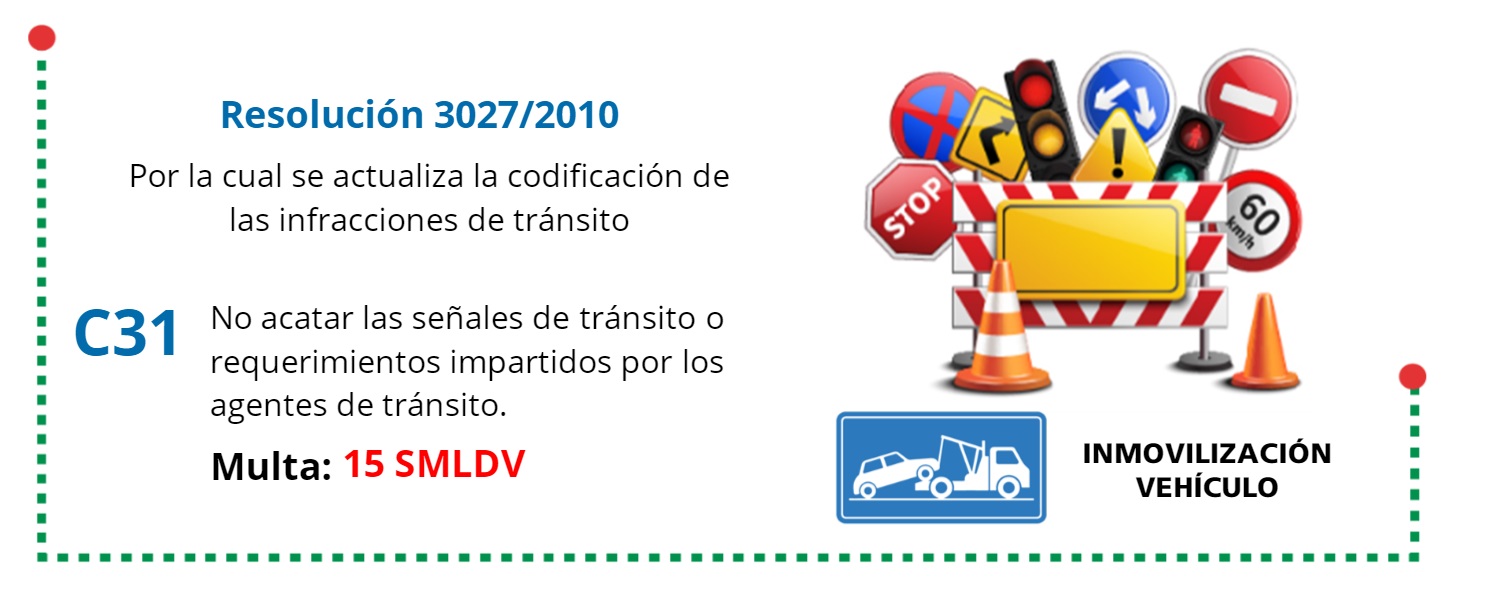 Resolución 3027/2010
Por la cual se actualiza la codificación de
las infracciones de tránsito
C31
No acatar las señales de tránsito o
requerimientos impartidos por los
agentes de tránsito.
Multa: 15 SMLDV
STOP
60
km/h
INMOVILIZACIÓN
VEHÍCULO